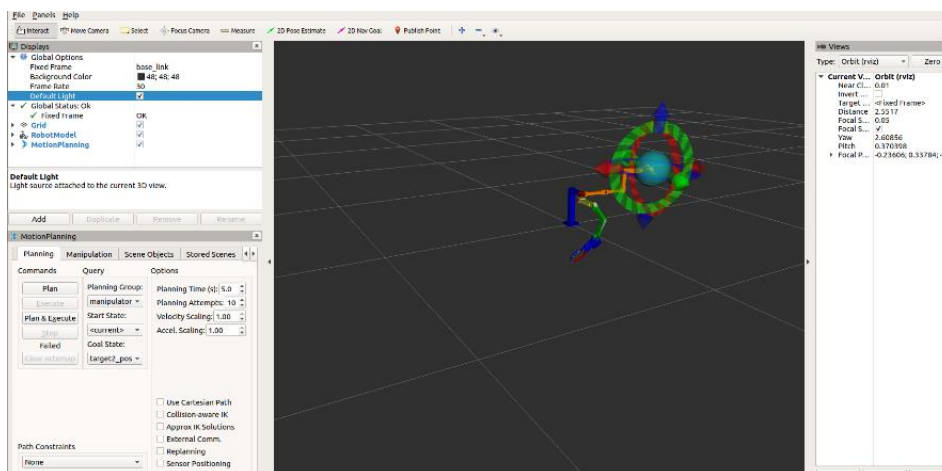 File Panels Help
Interact Move Camera Select Focus Camera Measure 2D Pose Estimate 2D Nav Goal Publish Point
Displays
Global Options
Fixed Frame base_link
Background Color 48; 48; 48
Frame Rate 30
Default Light
Global Status: Ok
Fixed Frame OK
Grid
RobotModel
MotionPlanning
Default Light
Light source attached to the current 3D view.
Add Duplicate Remove Rename
MotionPlanning
Planning Manipulation Scene Objects Stored Scenes
Commands Query Options
Plan Planning Group: Planning Time (s): 5.0
Execute manipulator Planning Attempts: 10
Plan & Execute Start State: Velocity Scaling: 1.00
Stop <current> Accel. Scaling: 1.00
Failed Goal State:
Clear octomap target2_pos
Use Cartesian Path
Collision-aware IK
Approx IK Solutions
External Comm.
Path Constraints Replanning
None Sensor Positioning
Views
Type: Orbit (rviz) Zero
Current V... Orbit (rviz)
Near Cl... 0.01
Invert ...
Target ... <Fixed Frame>
Distance 2.5517
Focal S... 0.05
Focal S...
Yaw 2.60856
Pitch 0.370398
Focal P... -0.23606; 0.33784; -